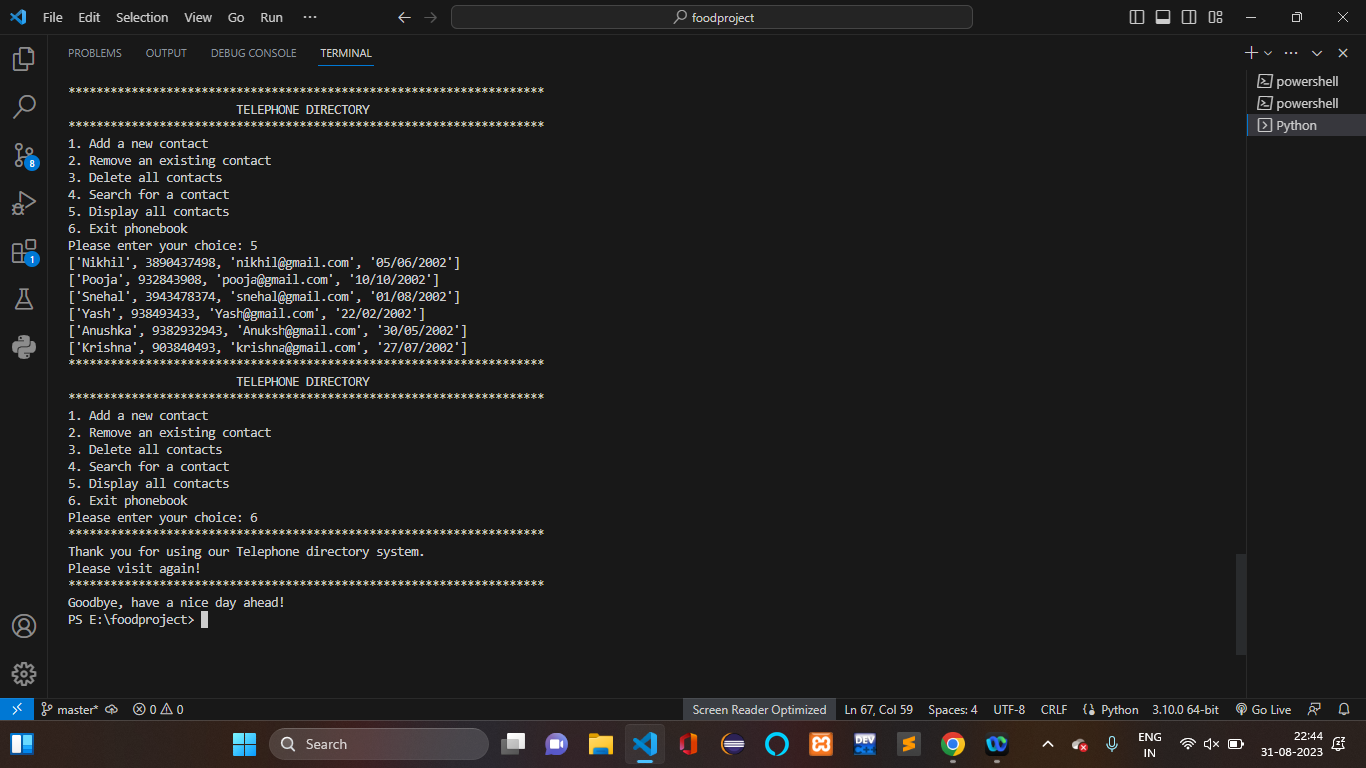 File Edit Selection View Go Run ··· foodproject
PROBLEMS OUTPUT DEBUG CONSOLE TERMINAL
********************************************************************
TELEPHONE DIRECTORY
********************************************************************
1. Add a new contact
2. Remove an existing contact
3. Delete all contacts
4. Search for a contact
5. Display all contacts
6. Exit phonebook
Please enter your choice: 5
['Nikhil', 3890437498, 'nikhil@gmail.com', '05/06/2002']
['Pooja', 932843908, 'pooja@gmail.com', '10/10/2002']
['Snehal', 3943478374, 'snehal@gmail.com', '01/08/2002']
['Yash', 938493433, 'Yash@gmail.com', '22/02/2002']
['Anushka', 9382932943, 'Anuksh@gmail.com', '30/05/2002']
['Krishna', 903840493, 'krishna@gmail.com', '27/07/2002']
********************************************************************
TELEPHONE DIRECTORY
********************************************************************
1. Add a new contact
2. Remove an existing contact
3. Delete all contacts
4. Search for a contact
5. Display all contacts
6. Exit phonebook
Please enter your choice: 6
********************************************************************
Thank you for using our Telephone directory system.
Please visit again!
********************************************************************
Goodbye, have a nice day ahead!
PS E:\foodproject>
powershell
powershell
Python
8
1
master* 0 0 Screen Reader Optimized Ln 67, Col 59 Spaces: 4 UTF-8 CRLF Python 3.10.0 64-bit Go Live
Search
DEV
ENG
IN
22:44
31-08-2023